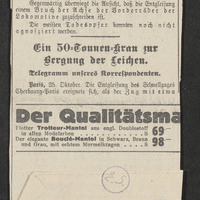 Gegenwärtig überwiegt die Ansicht, daß die Entgleisung
einem Bruch der Achse der Vorderräder der
Lokomotive zuzuschreiben ist.
Die meisten Todesopfer konnten noch nicht
agnosziert werden.
Ein 50-Tonnen-Kran zur
Bergung der Leichen.
Telegramm unseres Korrespondenten.
Paris, 25. Oktober. Die Entgleisung des Schnellzuges
Cherbourg-Paris ereignete sich, als der Zug mit einer
Der Qualitätsma
Flotter Trotteur-Mantel aus engl. Doublestoff
in allen Modefarben 69
Der elegante Bouclé-Mantel in Schwarz, Braun
und Grau, mit echtem Mormelkragen 98